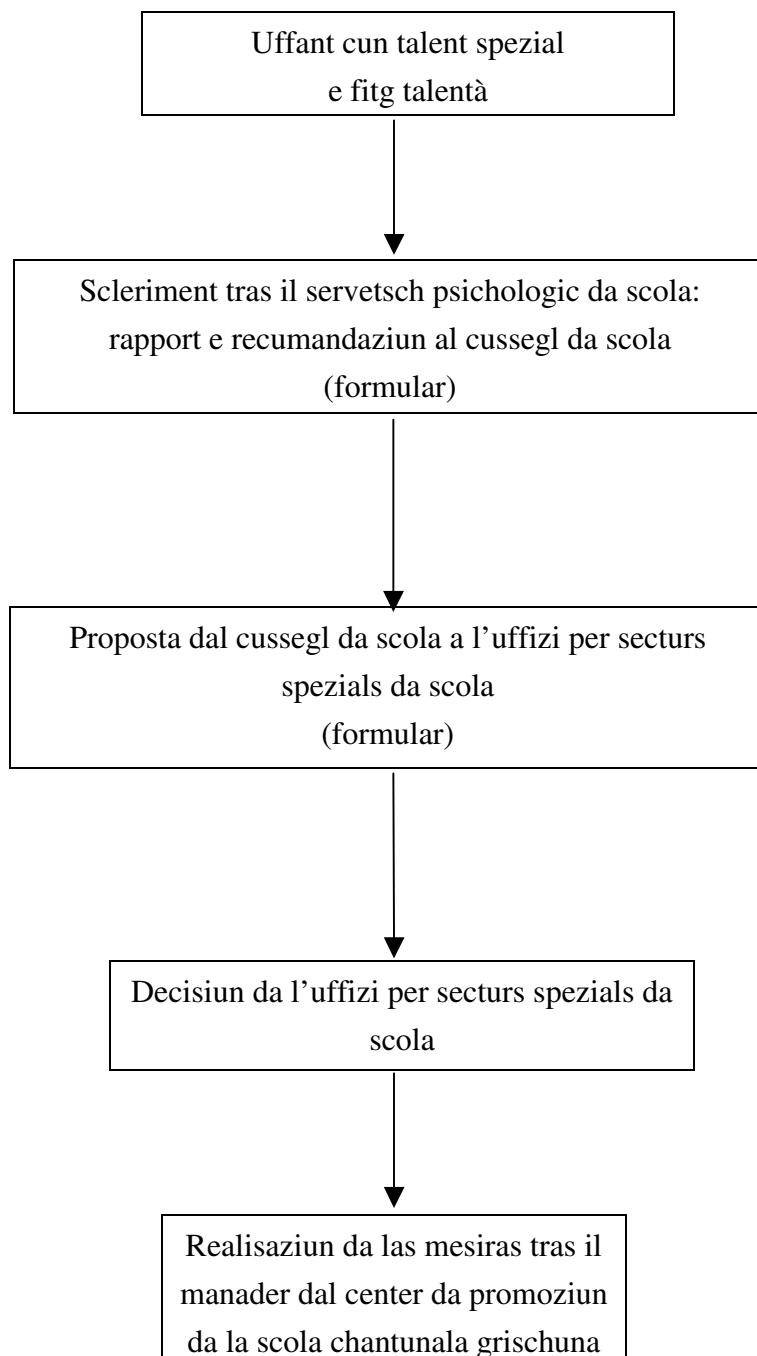 Uffant cun talent spezial
e fitg talentà
Scleriment tras il servetsch psichologic da scola:
rapport e recumandaziun al cussegl da scola
(formular)
Proposta dal cussegl da scola a l'uffizi per secturs
spezials da scola
(formular)
Decisiun da l'uffizi per secturs spezials da
scola
Realisaziun da las mesiras tras il
manader dal center da promoziun
da la scola chantunala grischuna